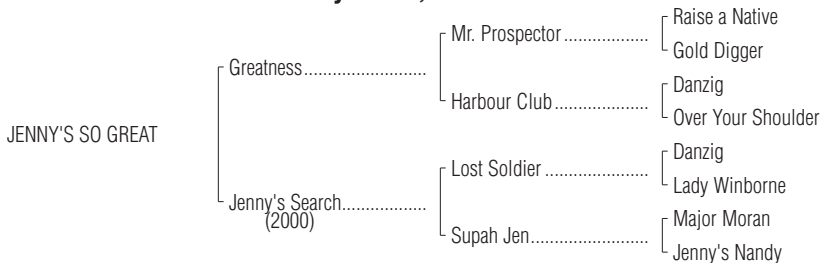 Raise a Native
Mr. Prospector
Gold Digger
Greatness
Danzig
Harbour Club
Over Your Shoulder
JENNY'S SO GREAT
Danzig
Lost Soldier
Lady Winborne
Jenny's Search
(2000)
Major Moran
Supah Jen
Jenny's Nandy